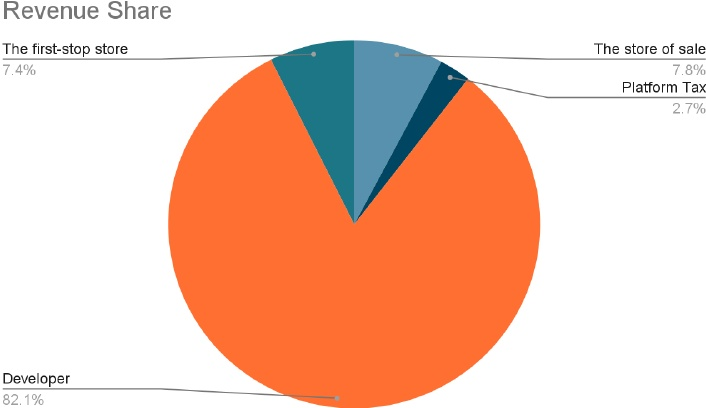 Revenue Share
The first-stop store
7.4%
The store of sale
7.8%
Platform Tax
2.7%
Developer
82.1%